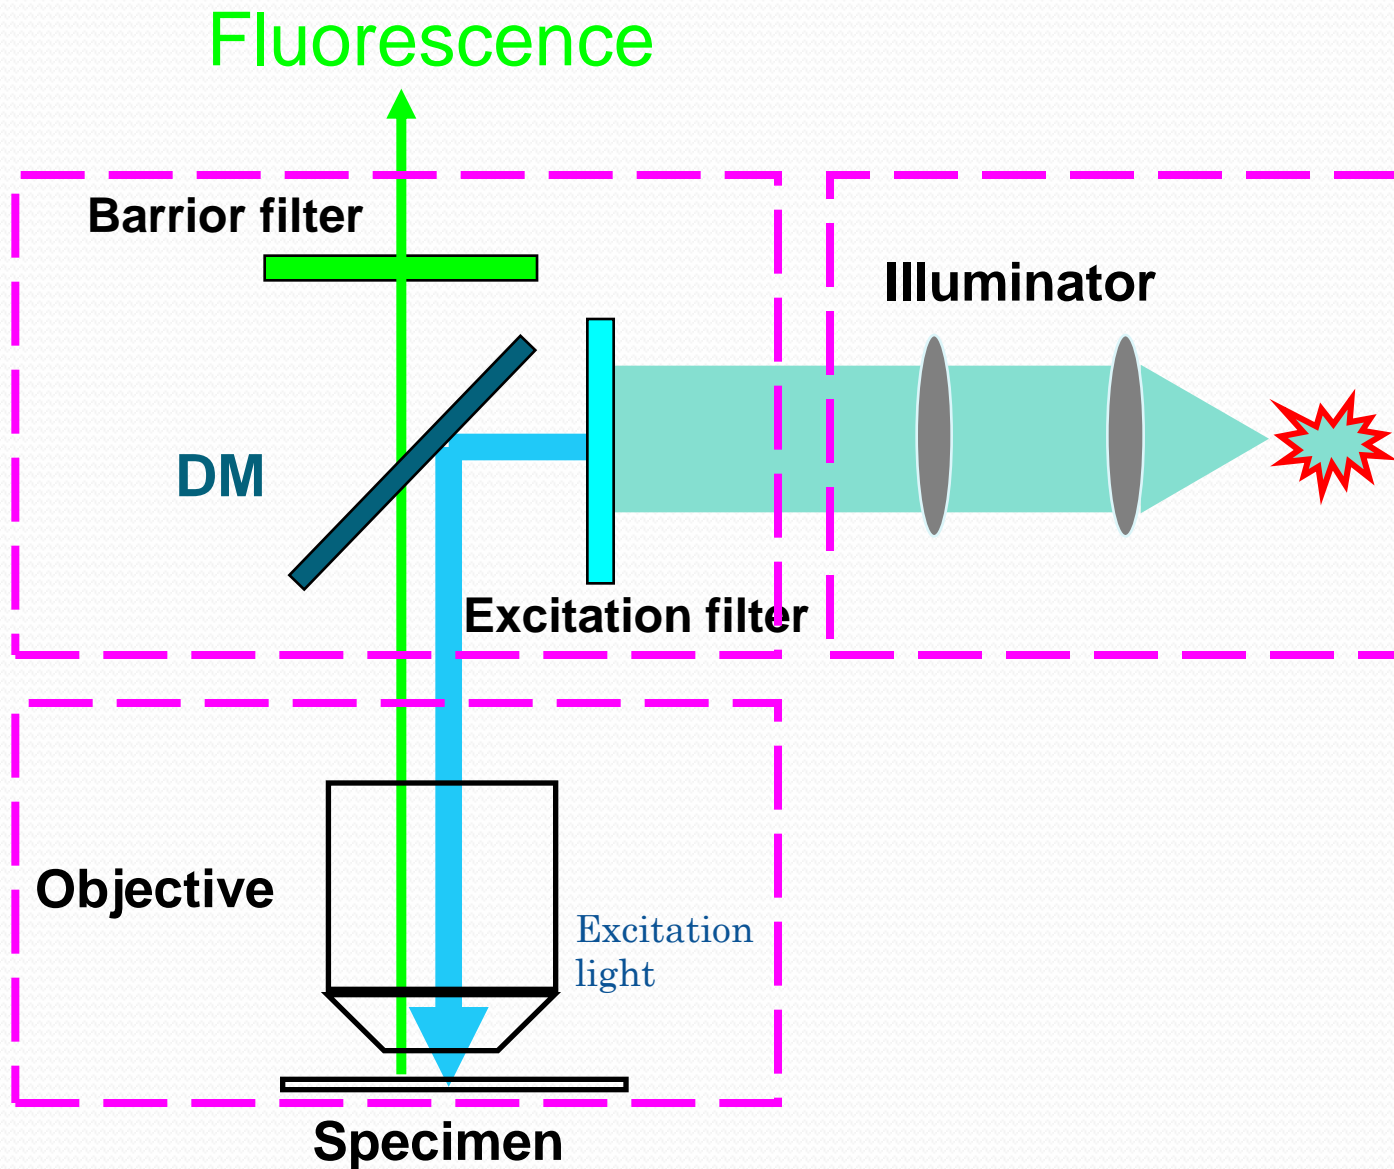 Fluorescence
Barrior filter
Illuminator
DM
Excitation filter
Objective
Excitation
light
Specimen